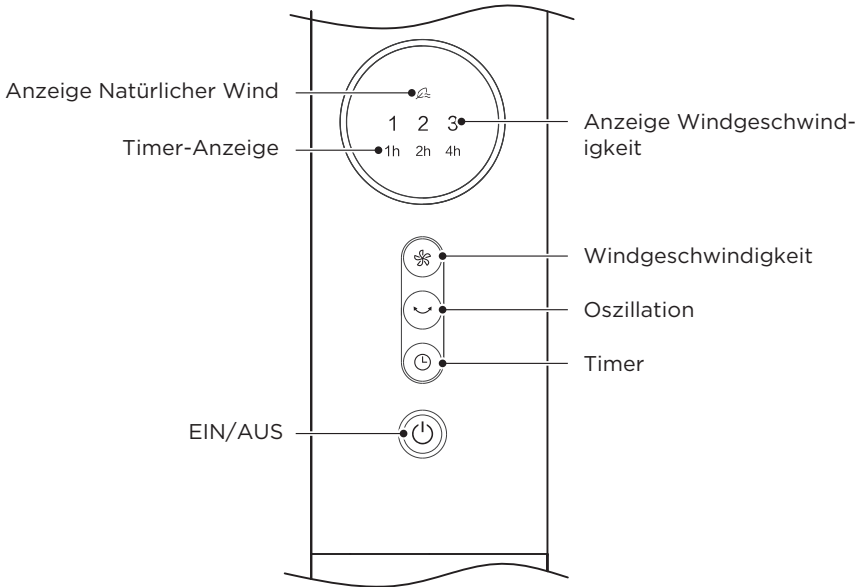 Anzeige Natürlicher Wind
1 2 3
Anzeige Windgeschwind-
igkeit
Timer-Anzeige
1h 2h 4h
Windgeschwindigkeit
Oszillation
Timer
EIN/AUS